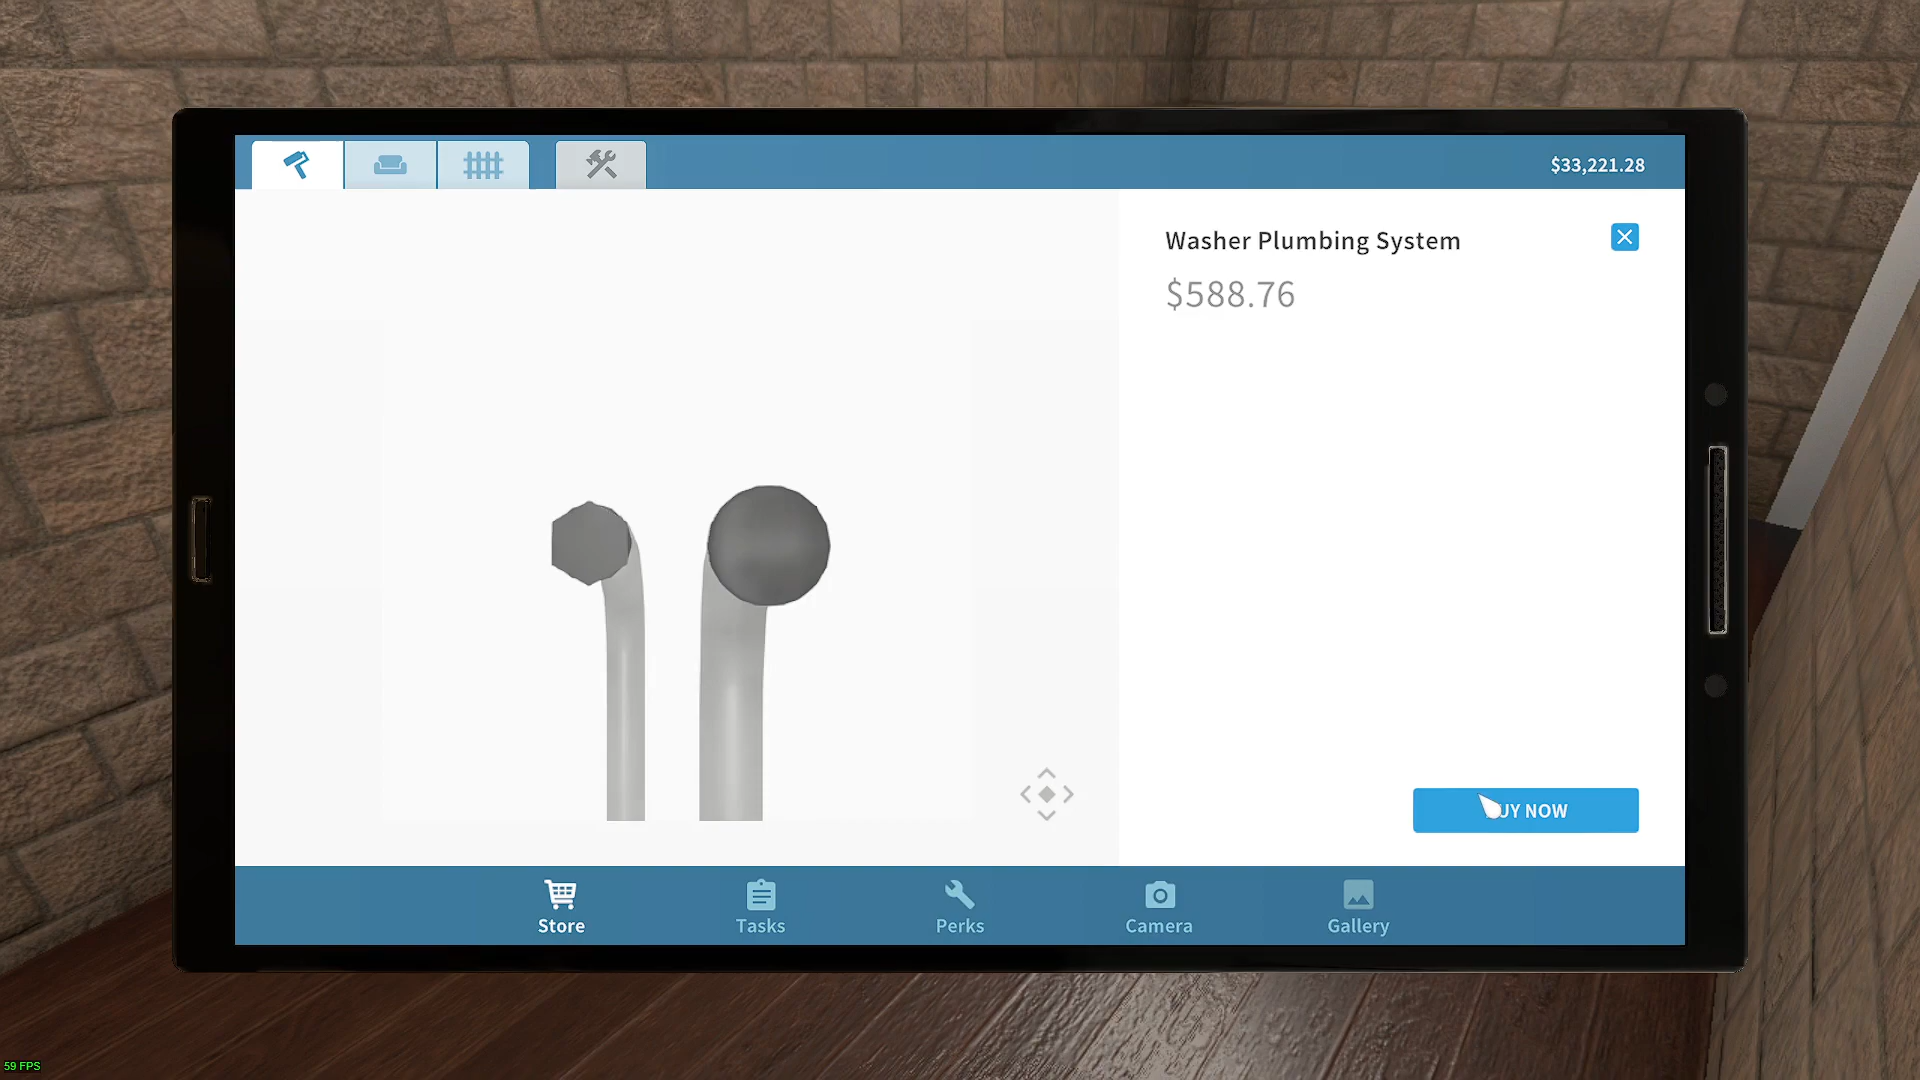 $33,221.28
Washer Plumbing System
$588.76
UY NOW
Store
Tasks
Perks
Camera
Gallery
59 FPS